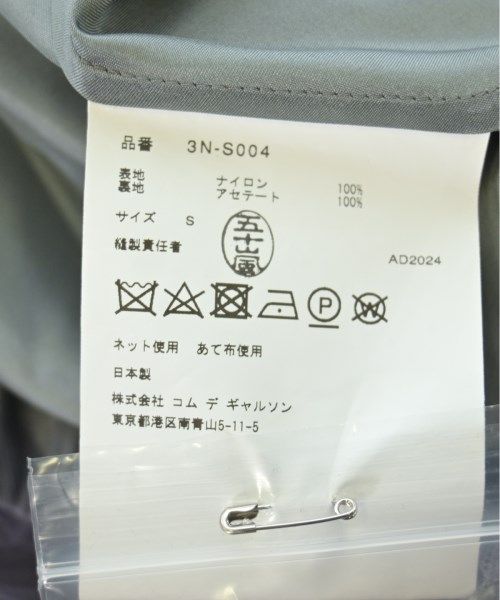 品番 3N-S004
表地 ナイロン 100%
裏地 アセテート 100%
サイズ S
縫製責任者 五十嵐
AD2024
P W
ネット使用 あて布使用
日本製
株式会社 コム デ ギャルソン
東京都港区南青山5-11-5